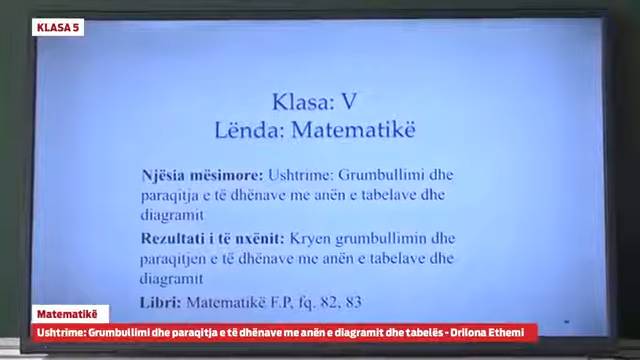 KLASA 5
Klasa: V
Lënda: Matematikë
Njësia mësimore: Ushtrime: Grumbullimi dhe
paraqitja e të dhënave me anën e tabelave dhe
diagramit
Rezultati i të nxënit: Kryen grumbullimin dhe
paraqitjen e të dhënave me anën e tabelave dhe
diagramit
Libri: Matematikë F.P, fq. 82, 83
Matematikë
Ushtrime: Grumbullimi dhe paraqitja e të dhënave me anën e diagramit dhe tabelës - Drilona Ethemi